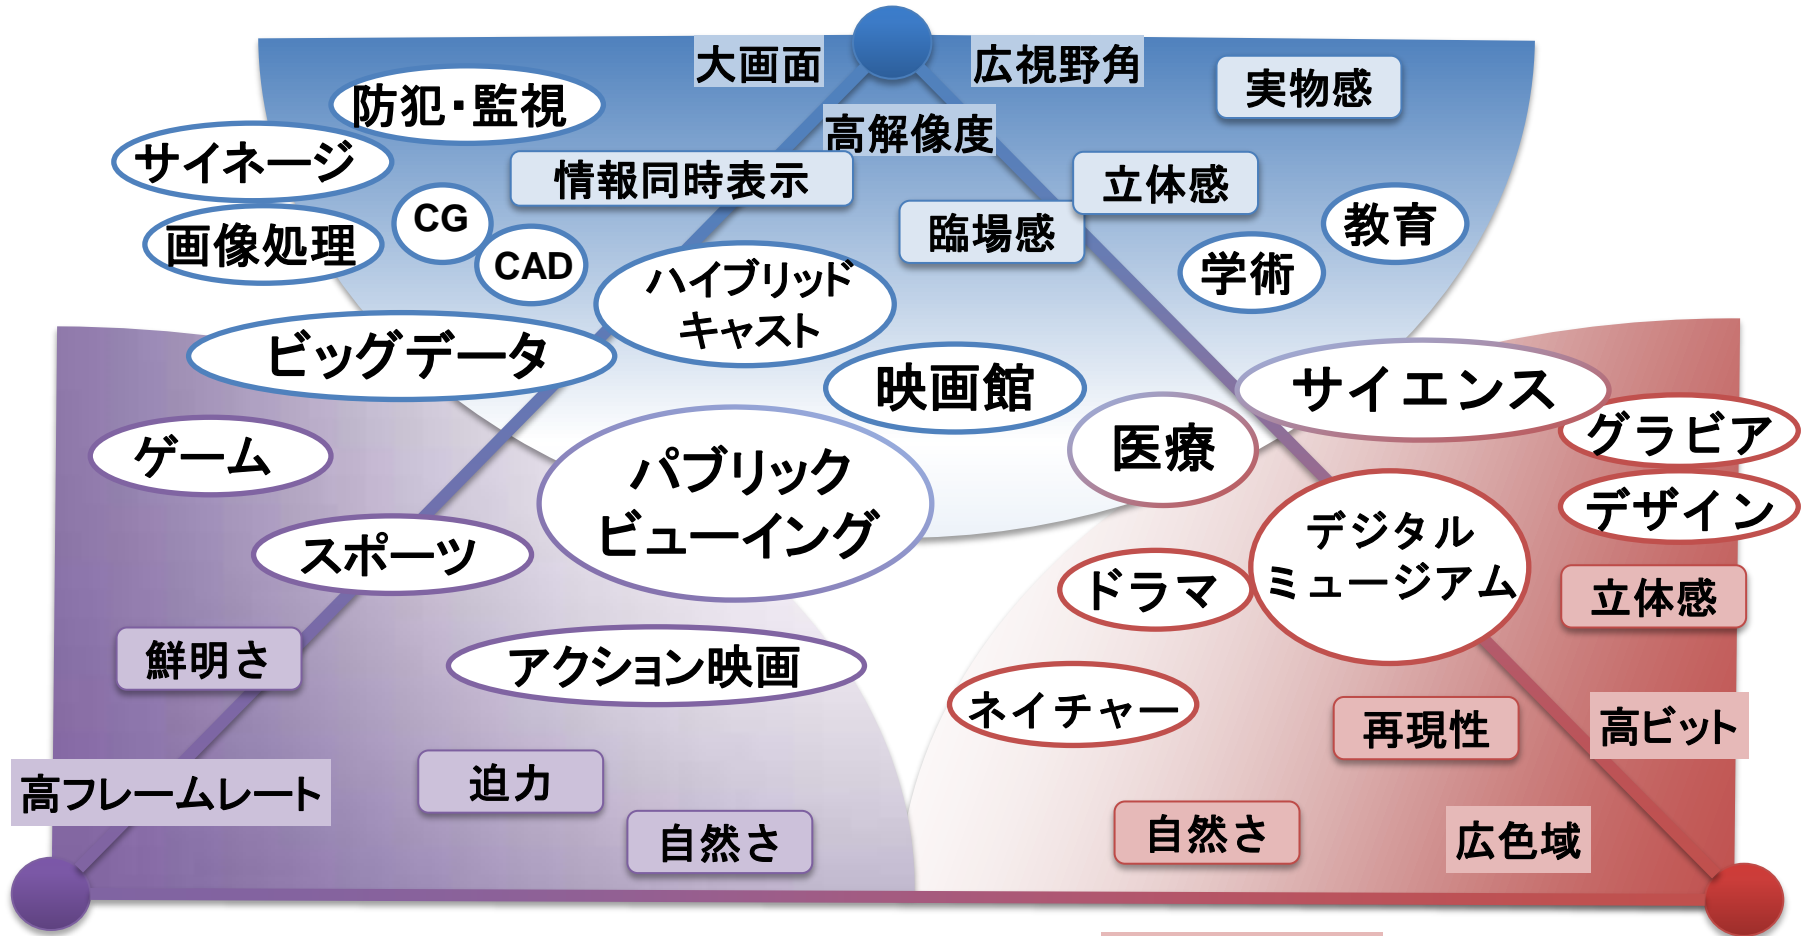 大画面
広視野角
実物感
防犯・監視
高解像度
サイネージ
情報同時表示
立体感
CG
臨場感
教育
画像処理
CAD
学術
ハイブリッド
キャスト
ビッグデータ
映画館
サイエンス
グラビア
ゲーム
医療
パブリック
ビューイング
デザイン
スポーツ
デジタル
ミュージアム
ドラマ
立体感
鮮明さ
アクション映画
ネイチャー
再現性
高ビット
高フレームレート
迫力
自然さ
自然さ
広色域